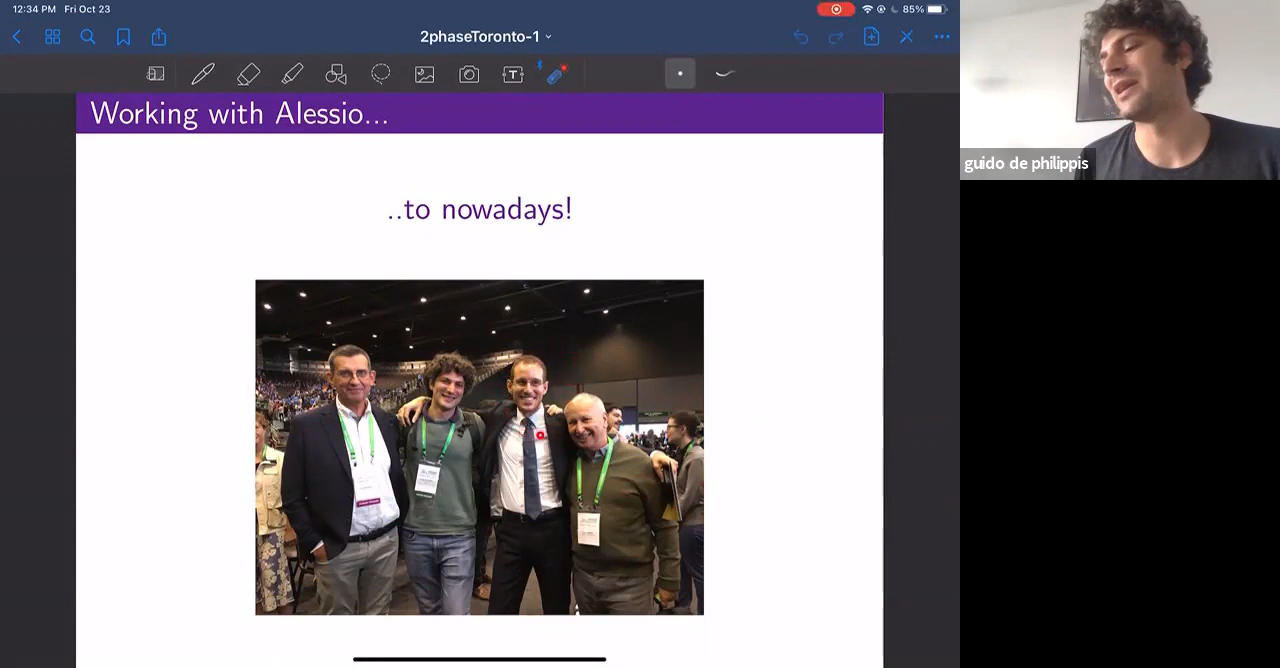 12:34 PM Fri Oct 23
85%
2phaseToronto-1
T
Working with Alessio...
..to nowadays!
guido de philippis